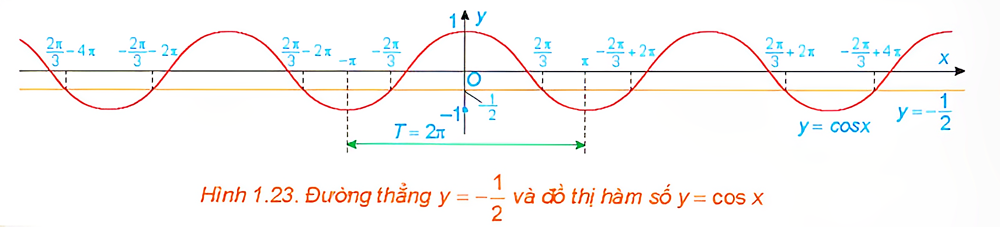 1 y
2π/3 − 4π −2π/3 − 2π 2π/3 − 2π −π −2π/3 2π/3 π −2π/3 + 2π 2π/3 + 2π −2π/3 + 4π x
O
−1/2
−1
y = −1/2
T = 2π
y = cosx
Hình 1.23. Đường thẳng y = −1/2 và đồ thị hàm số y = cos x